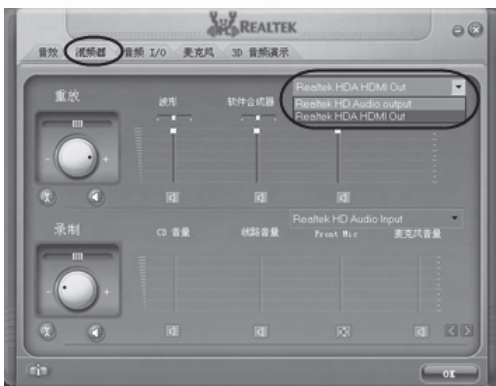 REALTEK
音效 混频器 音频 I/O 麦克风 3D 音频演示
重放
波形 软件合成器
Realtek HDA HDMI Out
Realtek HD Audio output
Realtek HDA HDMI Out
录制
Realtek HD Audio Input
CD 音量 线路音量 Front Mic 麦克风音量
OK